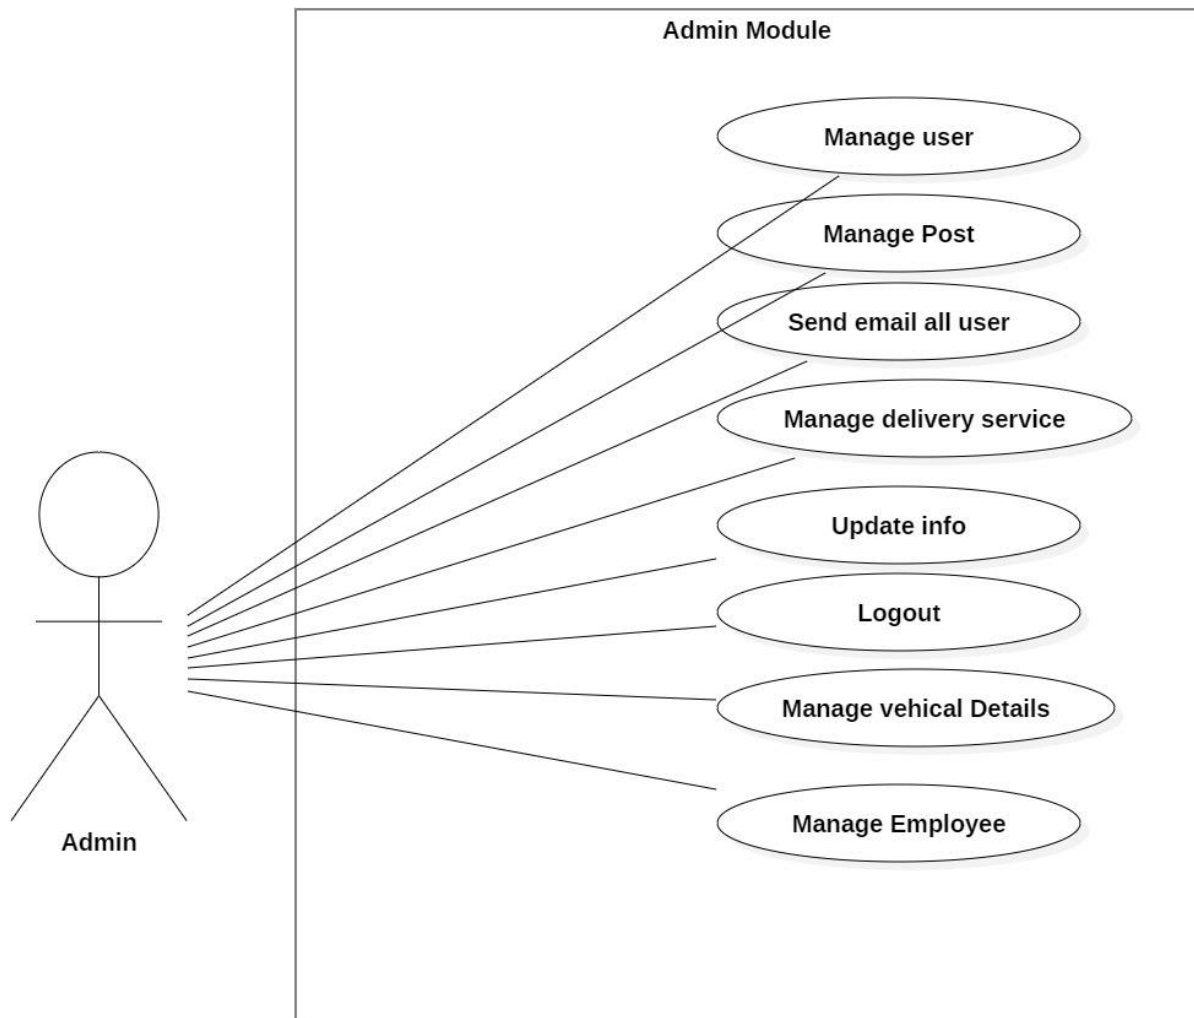 Admin Module
Manage user
Manage Post
Send email all user
Manage delivery service
Update info
Logout
Manage vehical Details
Manage Employee
Admin